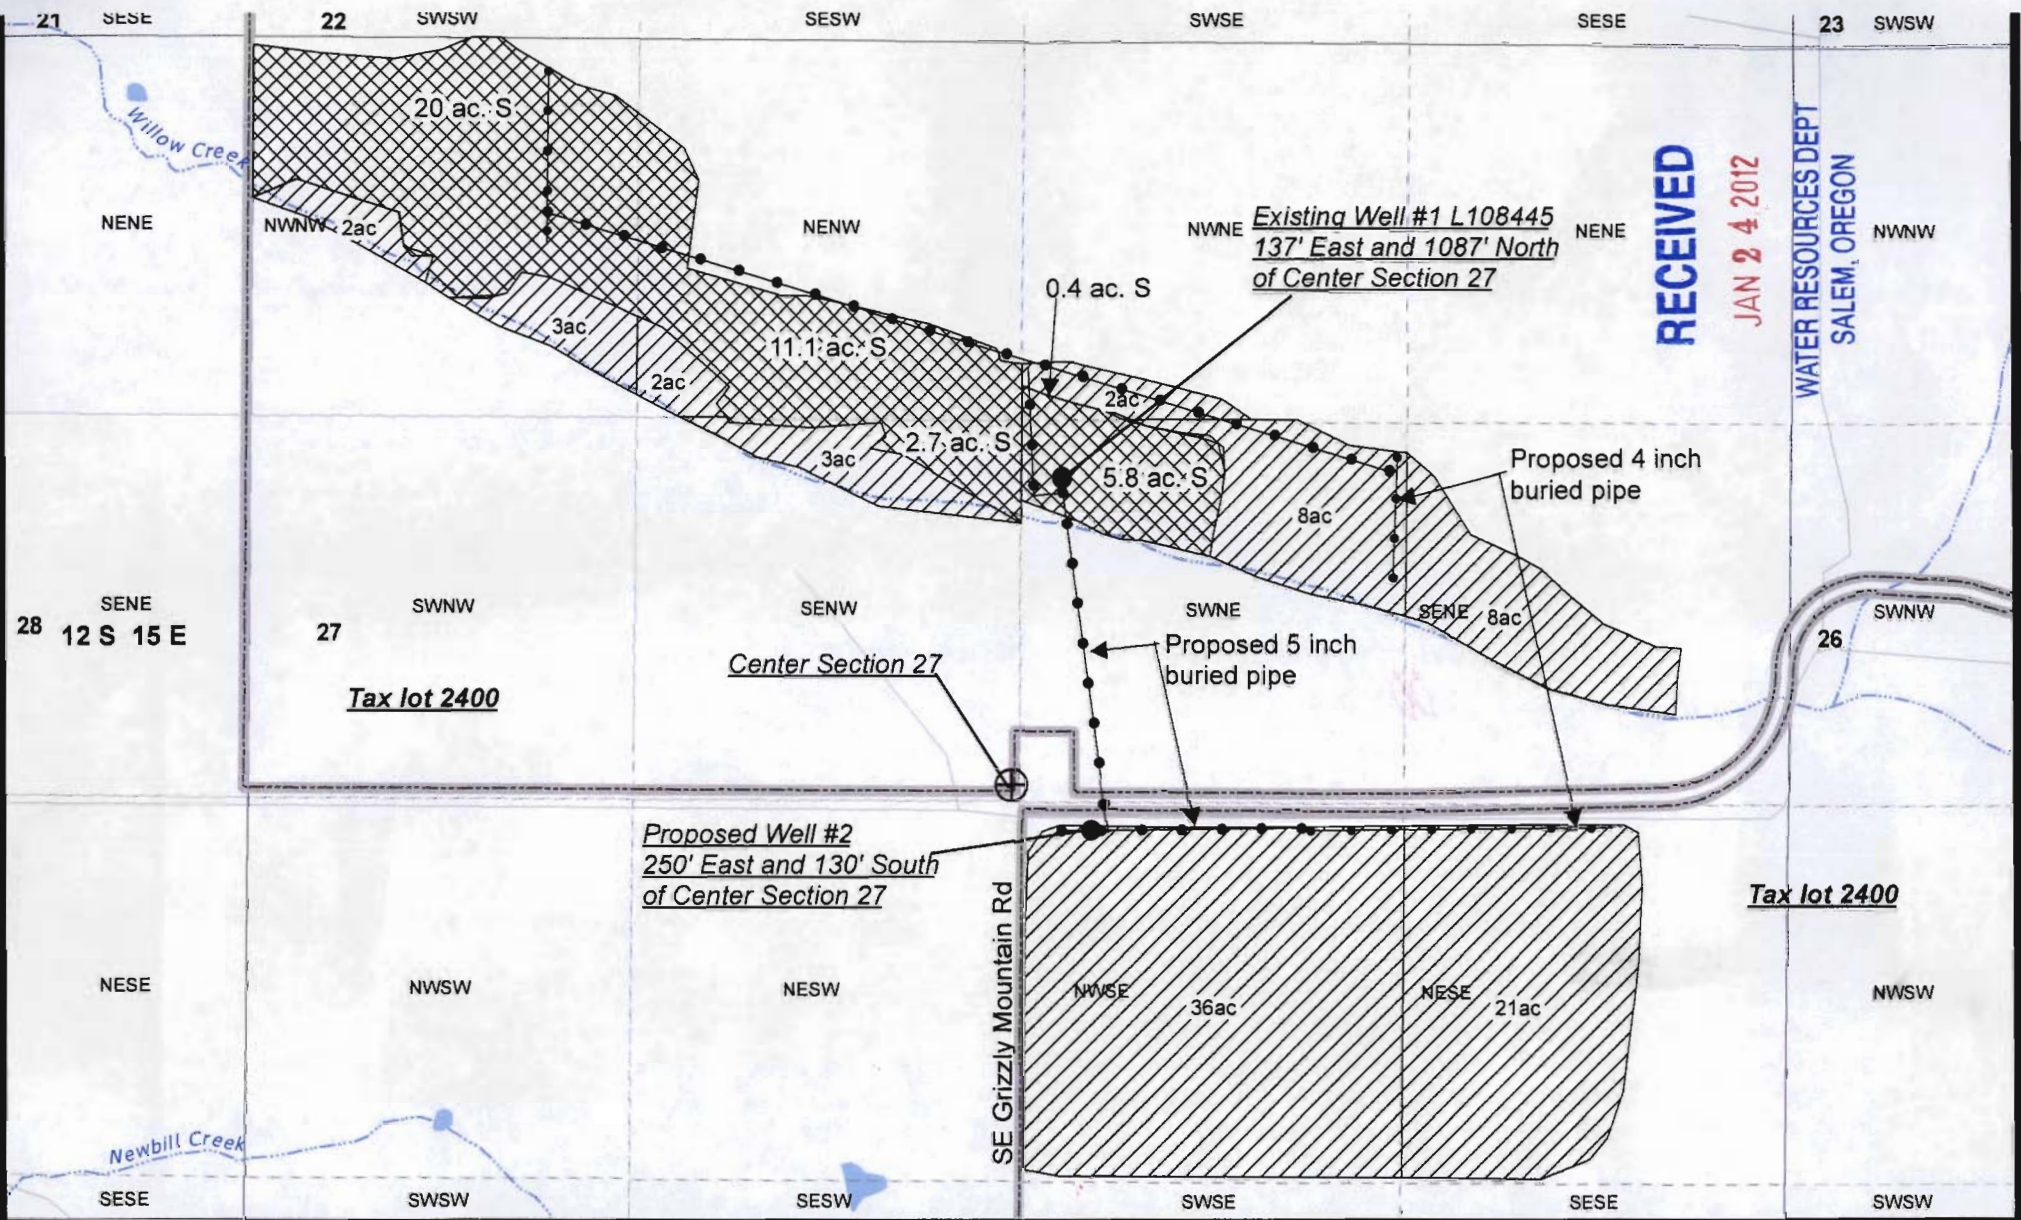 21
SESE
22
SWSW
SESW
SWSE
SESE
23
SWSW
20 ac. S
Willow Creek
NENE
NWNW
2ac
NENW
NWNE
Existing Well #1 L108445
137' East and 1087' North
of Center Section 27
NENE
NWNW
RECEIVED
JAN 24 2012
WATER RESOURCES DEPT
SALEM, OREGON
0.4 ac. S
3ac
11.1 ac. S
2ac
2ac
3ac
2.7 ac. S
5.8 ac. S
8ac
Proposed 4 inch
buried pipe
SENE
28
12 S 15 E
SWNW
27
SENW
SWNE
SENE
8ac
SWNW
26
Proposed 5 inch
buried pipe
Center Section 27
Tax lot 2400
Proposed Well #2
250' East and 130' South
of Center Section 27
SE Grizzly Mountain Rd
Tax lot 2400
NESE
NWSW
NESW
NWSE
36ac
NESE
21ac
NWSW
Newbill Creek
SESE
SWSW
SESW
SWSE
SESE
SWSW